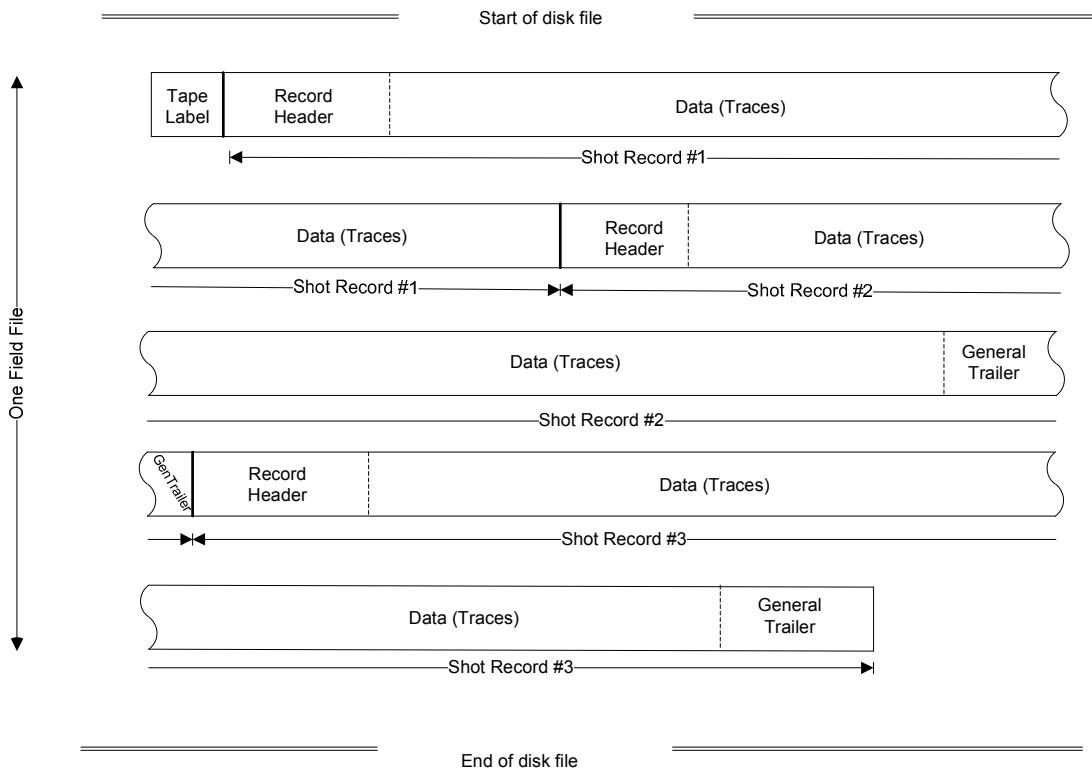 Start of disk file
One Field File
Tape
Label
Record
Header
Data (Traces)
Shot Record #1
Data (Traces)
Record
Header
Data (Traces)
Shot Record #1
Shot Record #2
Data (Traces)
General
Trailer
Shot Record #2
GenTrailer
Record
Header
Data (Traces)
Shot Record #3
Data (Traces)
General
Trailer
Shot Record #3
End of disk file